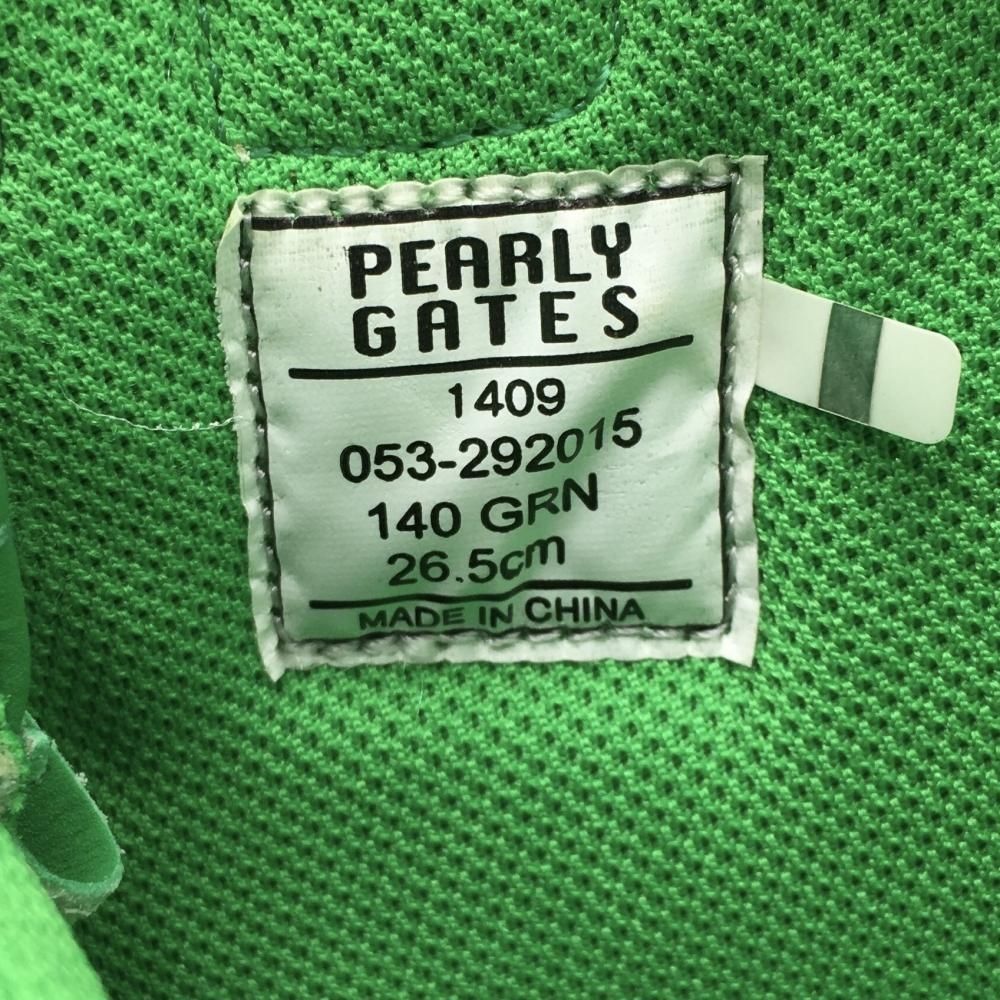 PEARLY
GATES
1409
053-292015
140 GRN
26.5cm
MADE IN CHINA